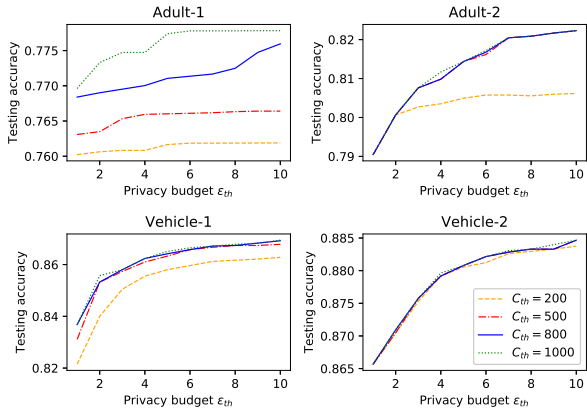 Adult-1
Testing accuracy
0.775
0.770
0.765
0.760
2 4 6 8 10
Privacy budget ε_th
Adult-2
Testing accuracy
0.82
0.81
0.80
0.79
2 4 6 8 10
Privacy budget ε_th
Vehicle-1
Testing accuracy
0.86
0.84
0.82
2 4 6 8 10
Privacy budget ε_th
Vehicle-2
Testing accuracy
0.885
0.880
0.875
0.870
0.865
2 4 6 8 10
Privacy budget ε_th
C_th = 200
C_th = 500
C_th = 800
C_th = 1000